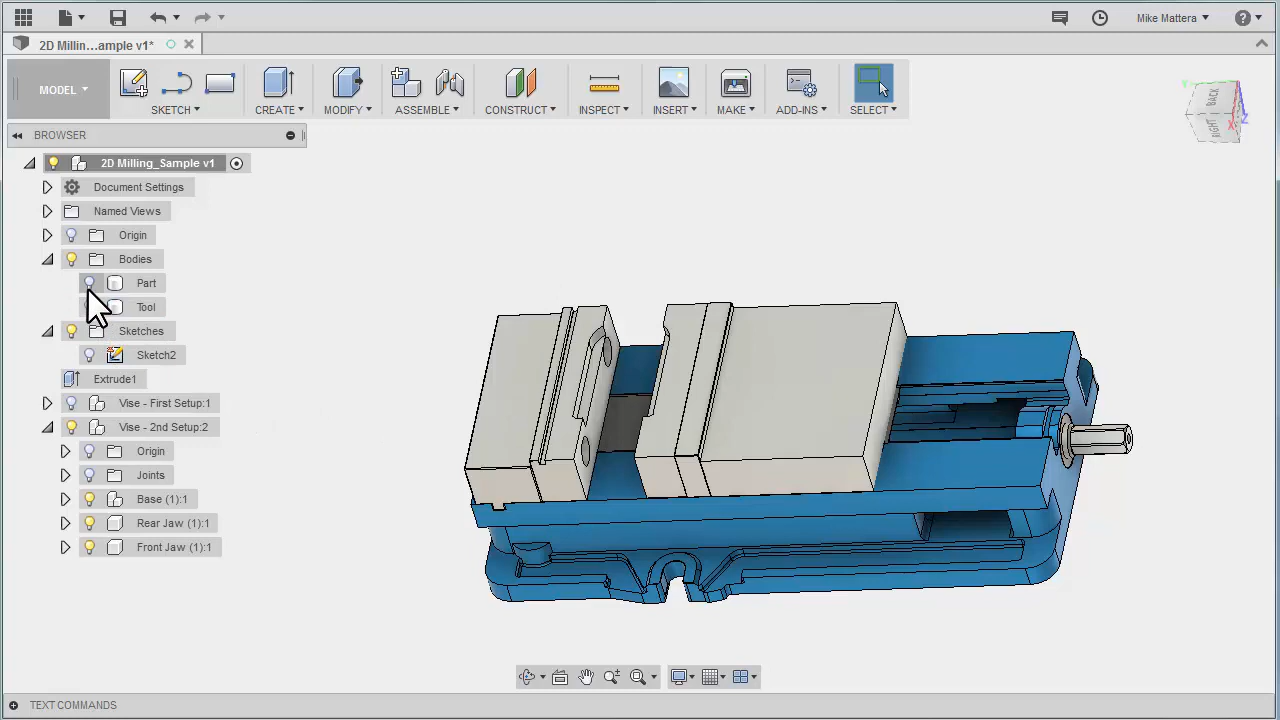 Mike Mattera
2D Millin...ample v1*
MODEL
SKETCH
CREATE
MODIFY
ASSEMBLE
CONSTRUCT
INSPECT
INSERT
MAKE
ADD-INS
SELECT
RIGHT
BACK
Y
X
Z
BROWSER
2D Milling_Sample v1
Document Settings
Named Views
Origin
Bodies
Part
Tool
Sketches
Sketch2
Extrude1
Vise - First Setup:1
Vise - 2nd Setup:2
Origin
Joints
Base (1):1
Rear Jaw (1):1
Front Jaw (1):1
TEXT COMMANDS